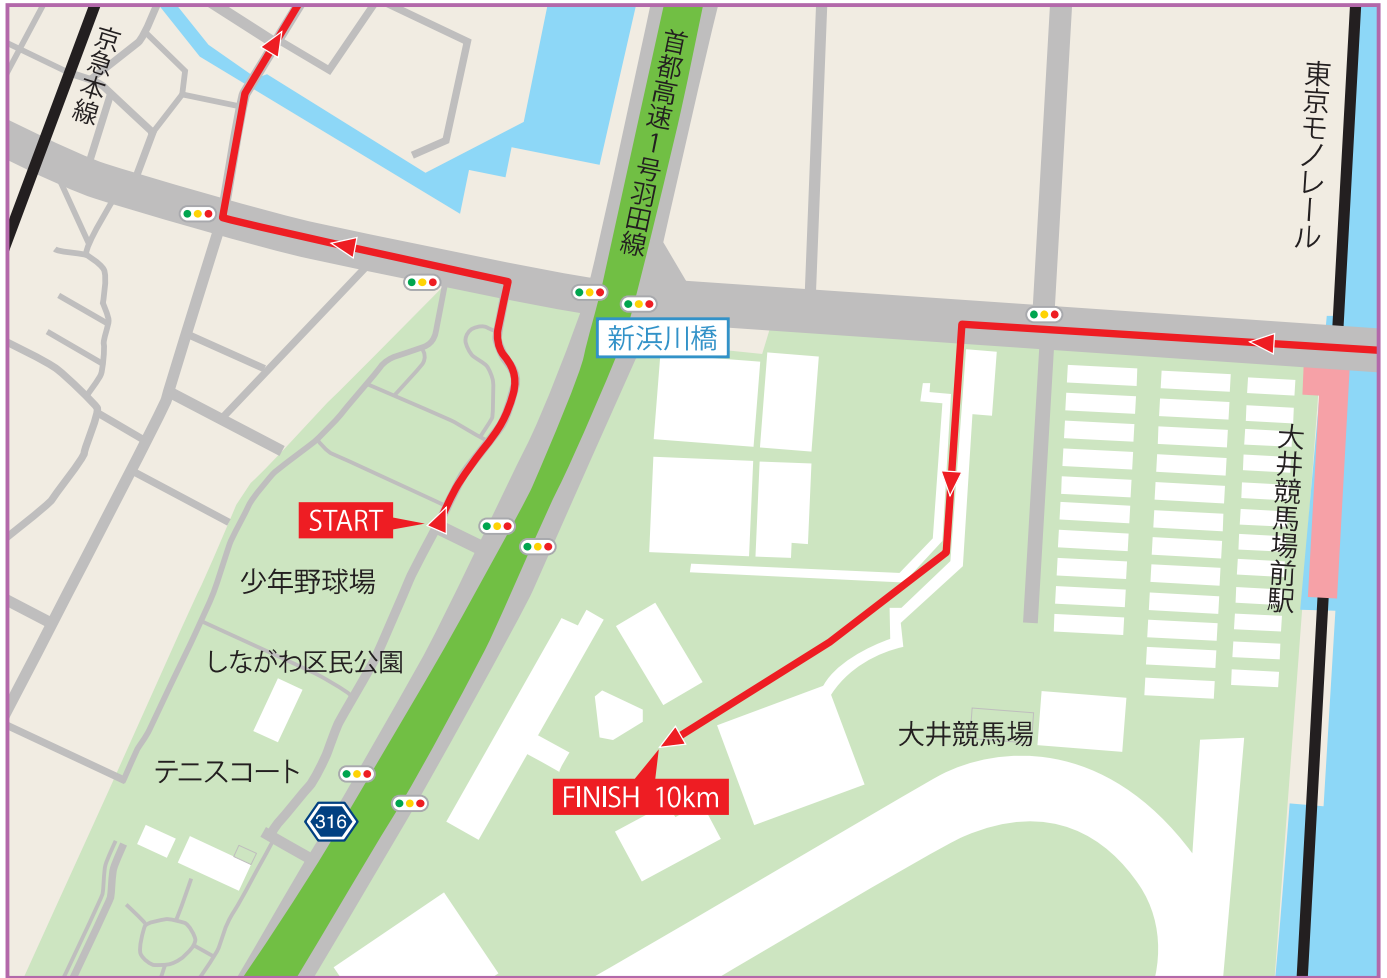 京急本線
首都高速1号羽田線
東京モノレール
新浜川橋
大井競馬場前駅
START
少年野球場
しながわ区民公園
大井競馬場
テニスコート
FINISH 10km
316